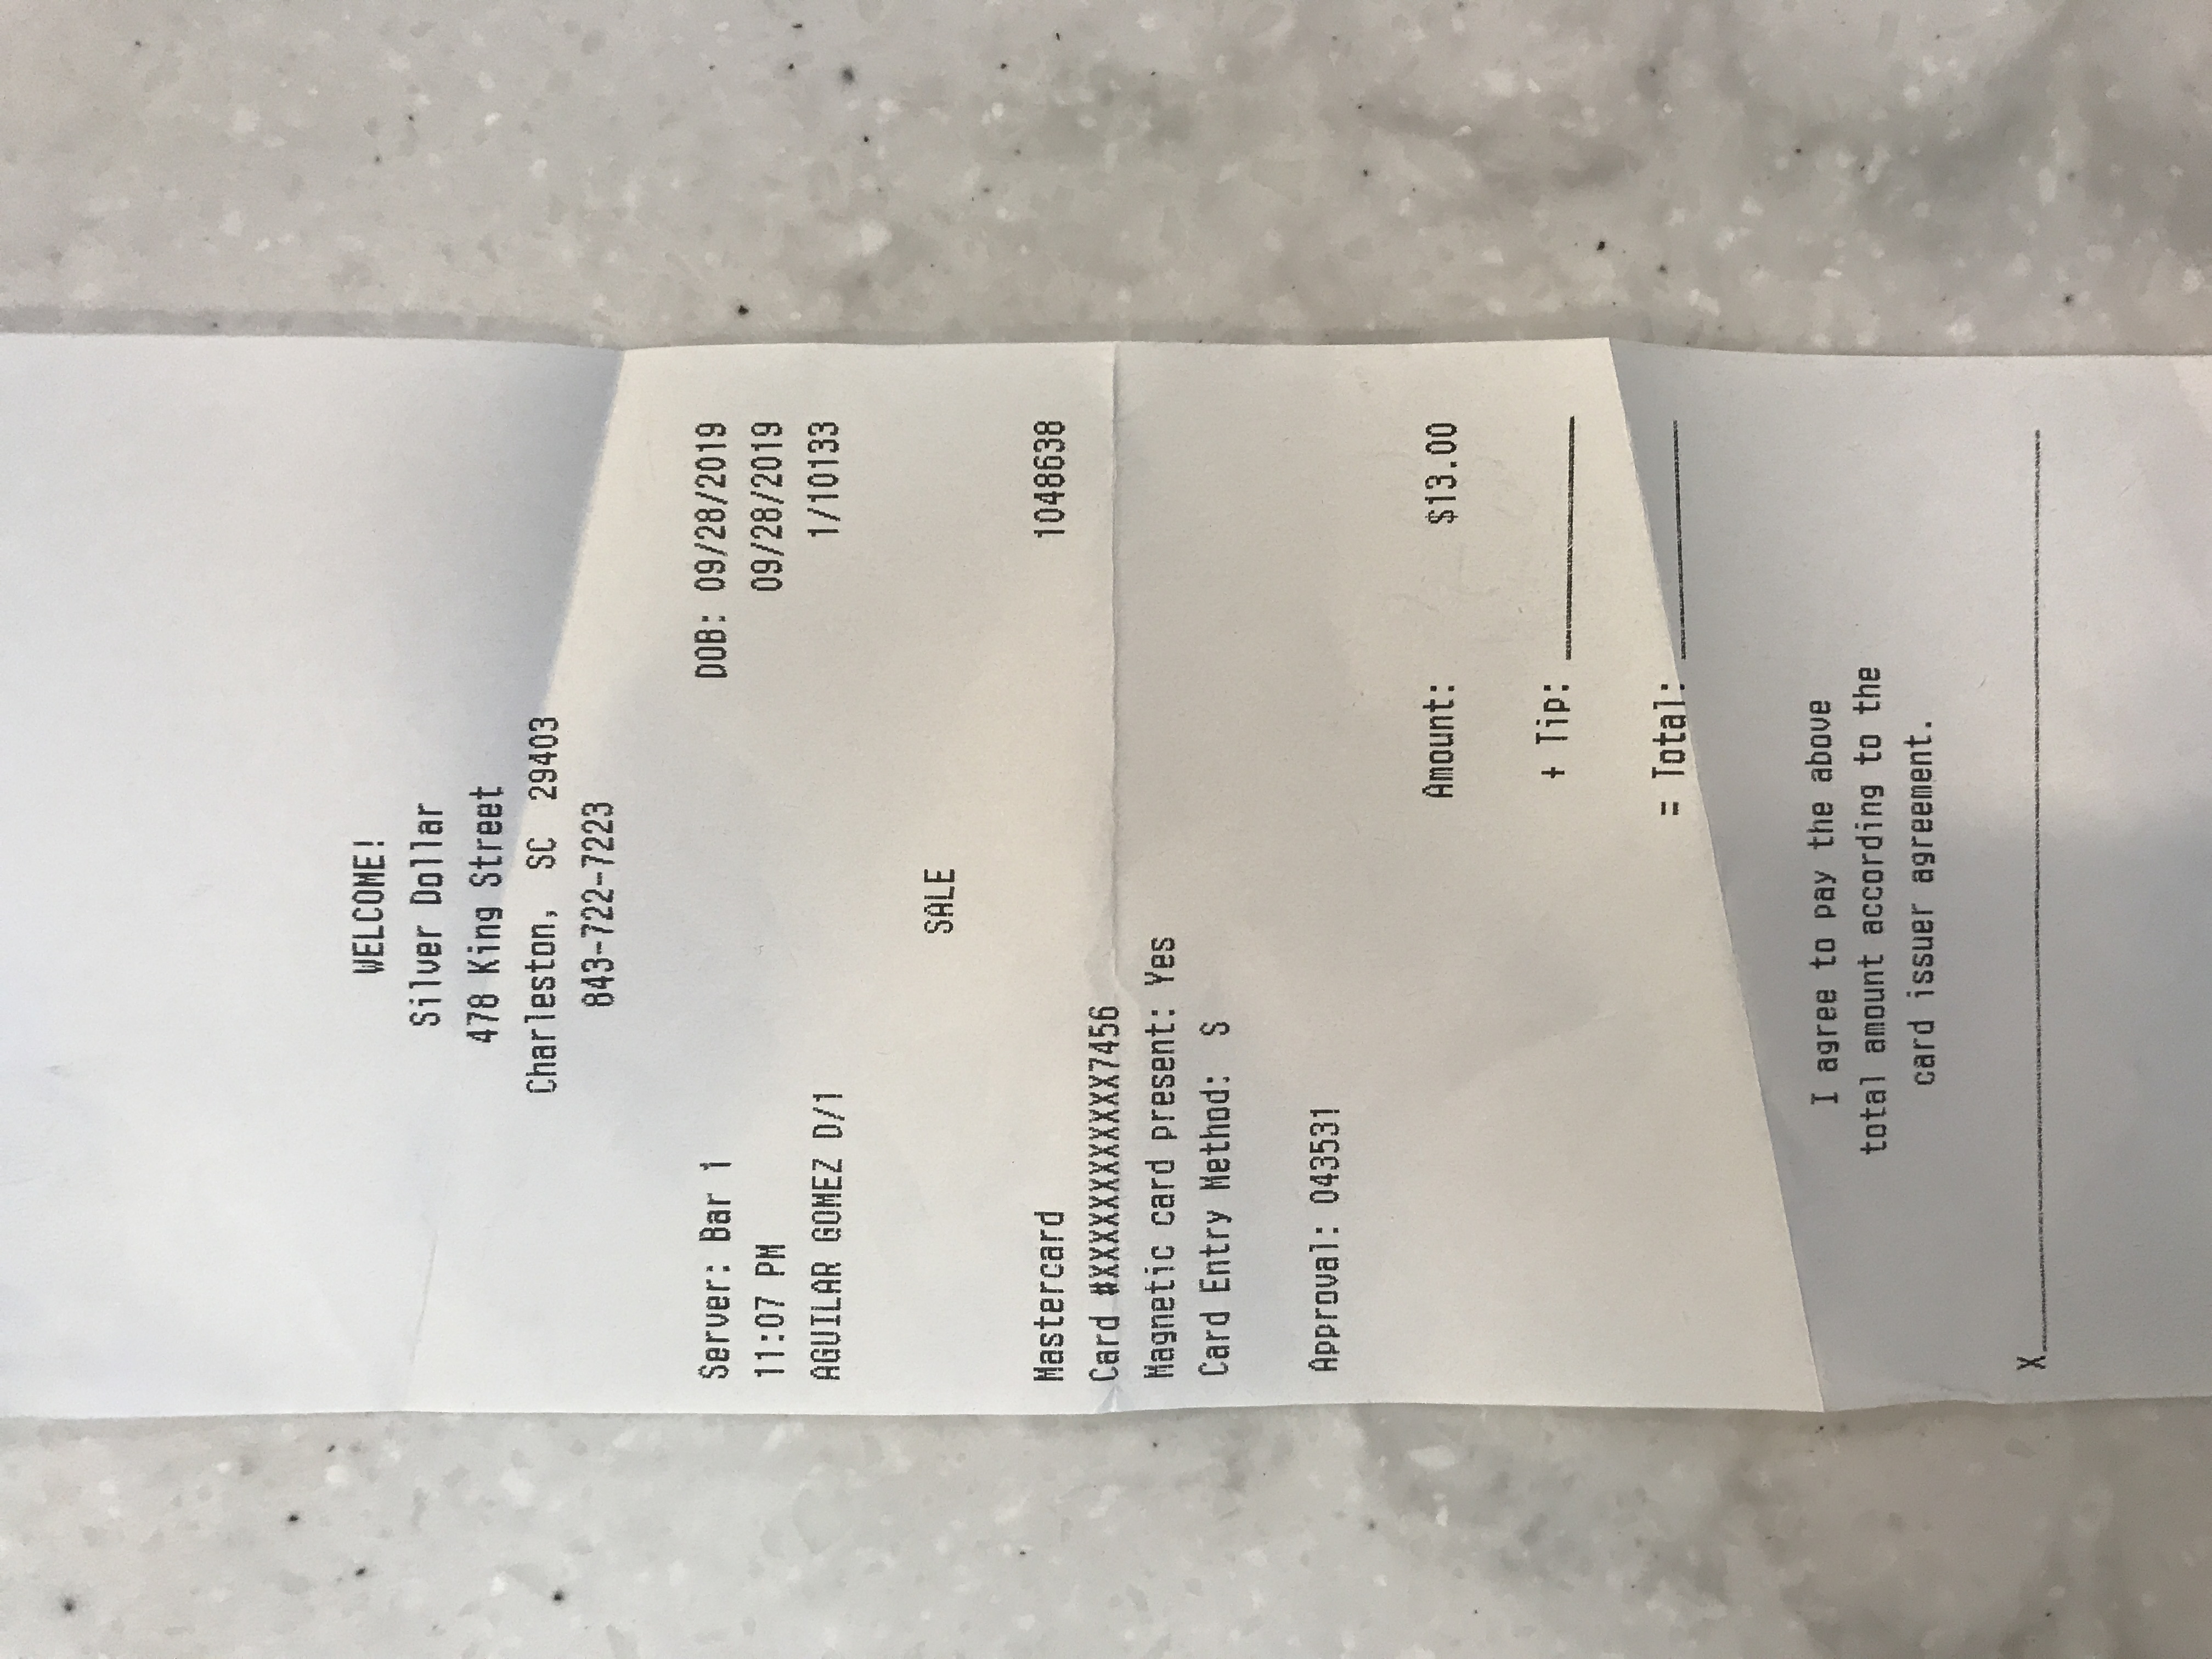 WELCOME!
Silver Dollar
478 King Street
Charleston, SC 29403
843-722-7223
Server: Bar 1 DOB: 09/28/2019
11:07 PM 09/28/2019
AGUILAR GOMEZ D/1 1/10133
SALE
Mastercard 1048638
Card #XXXXXXXXXXXX7456
Magnetic card present: Yes
Card Entry Method: S
Approval: 043531
Amount: $13.00
+ Tip: ________
= Total: ________
I agree to pay the above
total amount according to the
card issuer agreement.
X______________________________